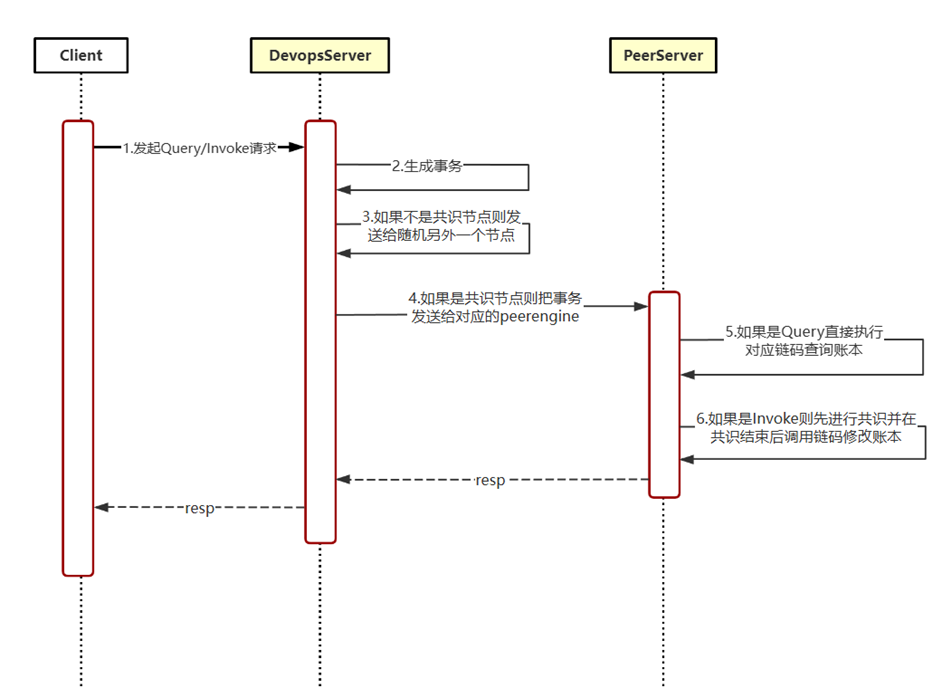 Client
DevopsServer
PeerServer
1.发起Query/Invoke请求
2.生成事务
3.如果不是共识节点则发
送给随机另外一个节点
4.如果是共识节点则把事务
发送给对应的peerengine
5.如果是Query直接执行
对应链码查询账本
6.如果是Invoke则先进行共识并在
共识结束后调用链码修改账本
resp
resp